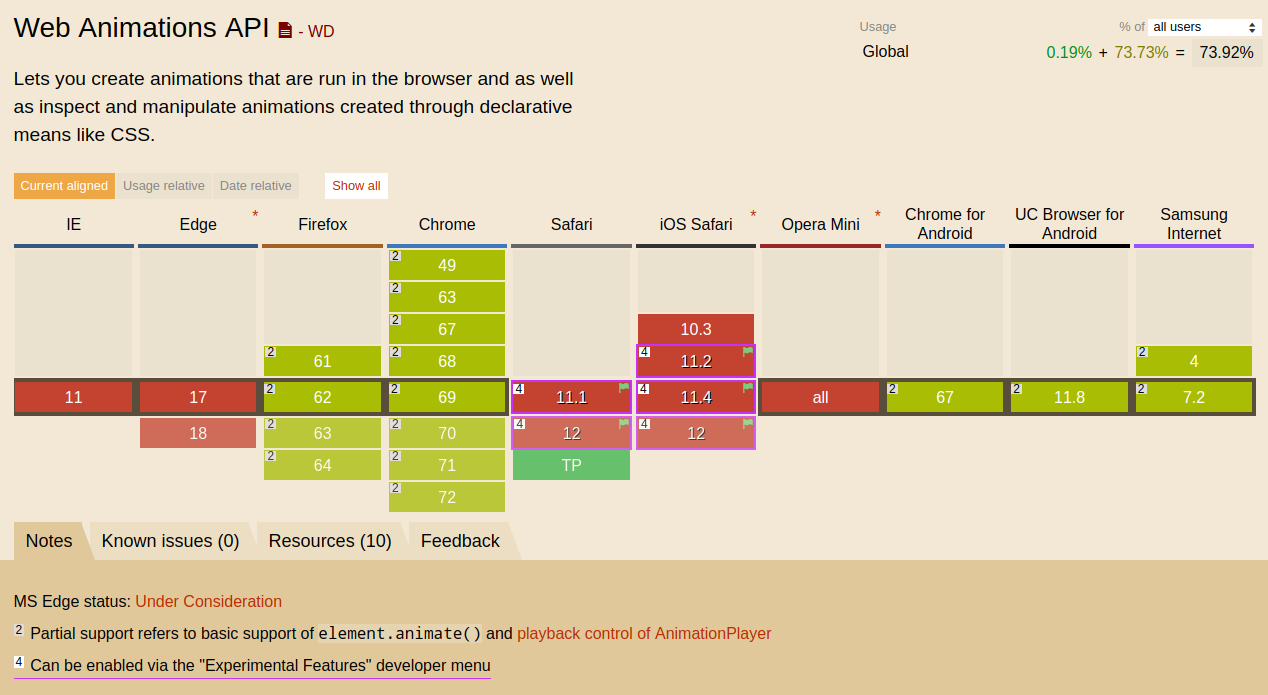 Web Animations API - WD
Usage % of all users
Global 0.19% + 73.73% = 73.92%
Lets you create animations that are run in the browser and as well
as inspect and manipulate animations created through declarative
means like CSS.
Current aligned Usage relative Date relative Show all
IE Edge * Firefox Chrome Safari iOS Safari * Opera Mini * Chrome for Android UC Browser for Android Samsung Internet
2 49
2 63
2 67 10.3
2 61 2 68 4 11.2 2 4
11 17 2 62 2 69 4 11.1 4 11.4 all 2 67 2 11.8 2 7.2
18 2 63 2 70 4 12 4 12
2 64 2 71 TP
2 72
Notes Known issues (0) Resources (10) Feedback
MS Edge status: Under Consideration
2 Partial support refers to basic support of element.animate() and playback control of AnimationPlayer
4 Can be enabled via the "Experimental Features" developer menu